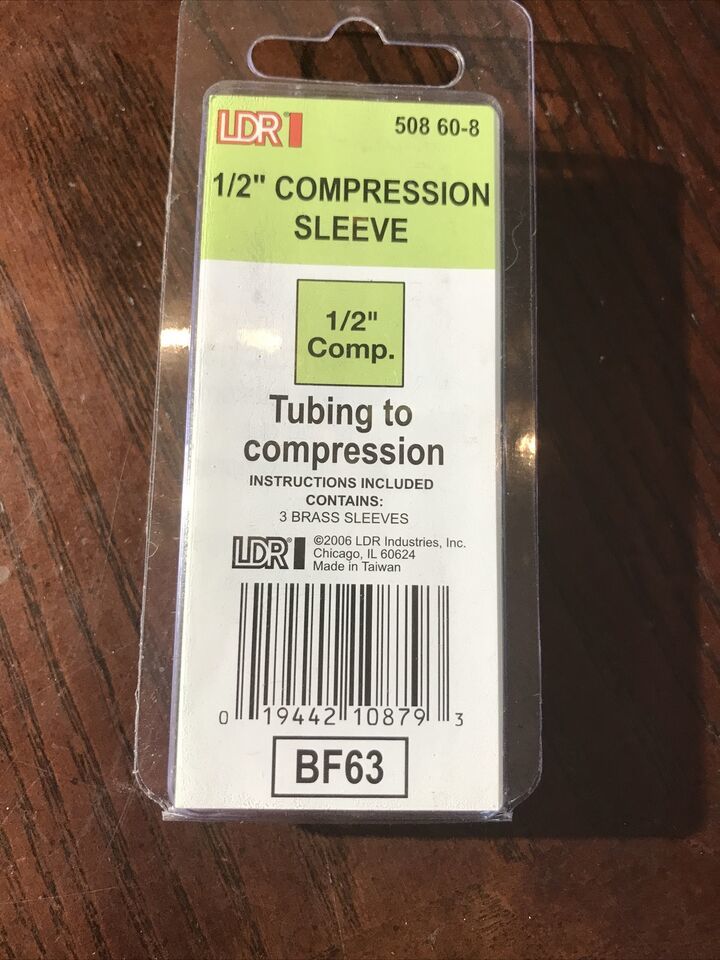 LDR®
508 60-8
1/2" COMPRESSION
SLEEVE
1/2"
Comp.
Tubing to
compression
INSTRUCTIONS INCLUDED
CONTAINS:
3 BRASS SLEEVES
LDR®
©2006 LDR Industries, Inc.
Chicago, IL 60624
Made in Taiwan
0 19442 10879 3
BF63